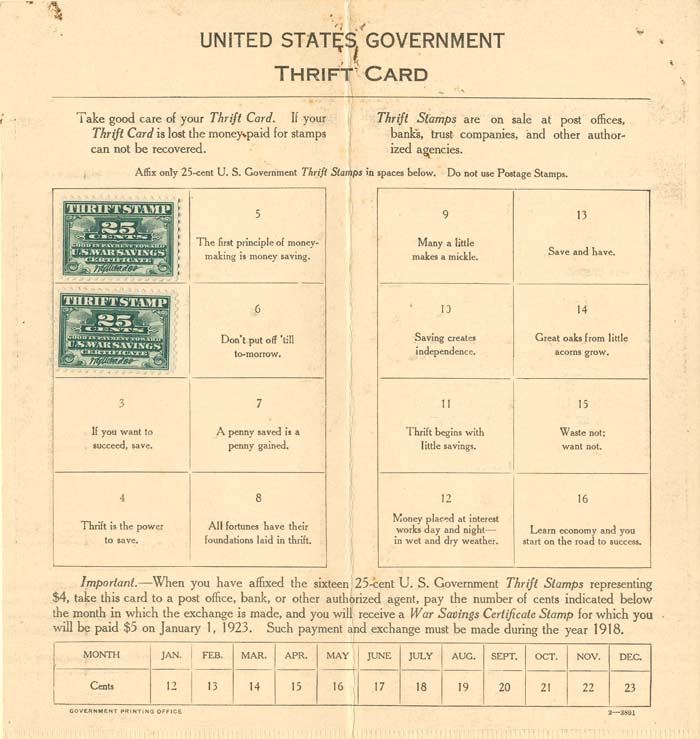 UNITED STATES GOVERNMENT
THRIFT CARD
Take good care of your Thrift Card. If your
Thrift Card is lost the money paid for stamps
can not be recovered.
Thrift Stamps are on sale at post offices,
banks, trust companies, and other author-
ized agencies.
Affix only 25-cent U. S. Government Thrift Stamps in spaces below. Do not use Postage Stamps.
THRIFT STAMP
25
CENTS
GOOD IN PAYMENT TOWARD
U.S. WAR SAVINGS
CERTIFICATE
5
The first principle of money-
making is money saving.
9
Many a little
makes a mickle.
13
Save and have.
THRIFT STAMP
25
CENTS
GOOD IN PAYMENT TOWARD
U.S. WAR SAVINGS
CERTIFICATE
6
Don't put off 'till
to-morrow.
10
Saving creates
independence.
14
Great oaks from little
acorns grow.
3
If you want to
succeed, save.
7
A penny saved is a
penny gained.
11
Thrift begins with
little savings.
15
Waste not;
want not.
4
Thrift is the power
to save.
8
All fortunes have their
foundations laid in thrift.
12
Money placed at interest
works day and night—
in wet and dry weather.
16
Learn economy and you
start on the road to success.
Important.—When you have affixed the sixteen 25-cent U. S. Government Thrift Stamps representing
$4, take this card to a post office, bank, or other authorized agent, pay the number of cents indicated below
the month in which the exchange is made, and you will receive a War Savings Certificate Stamp for which you
will be paid $5 on January 1, 1923. Such payment and exchange must be made during the year 1918.
MONTH JAN. FEB. MAR. APR. MAY JUNE JULY AUG. SEPT. OCT. NOV. DEC.
Cents 12 13 14 15 16 17 18 19 20 21 22 23
GOVERNMENT PRINTING OFFICE 2—3891